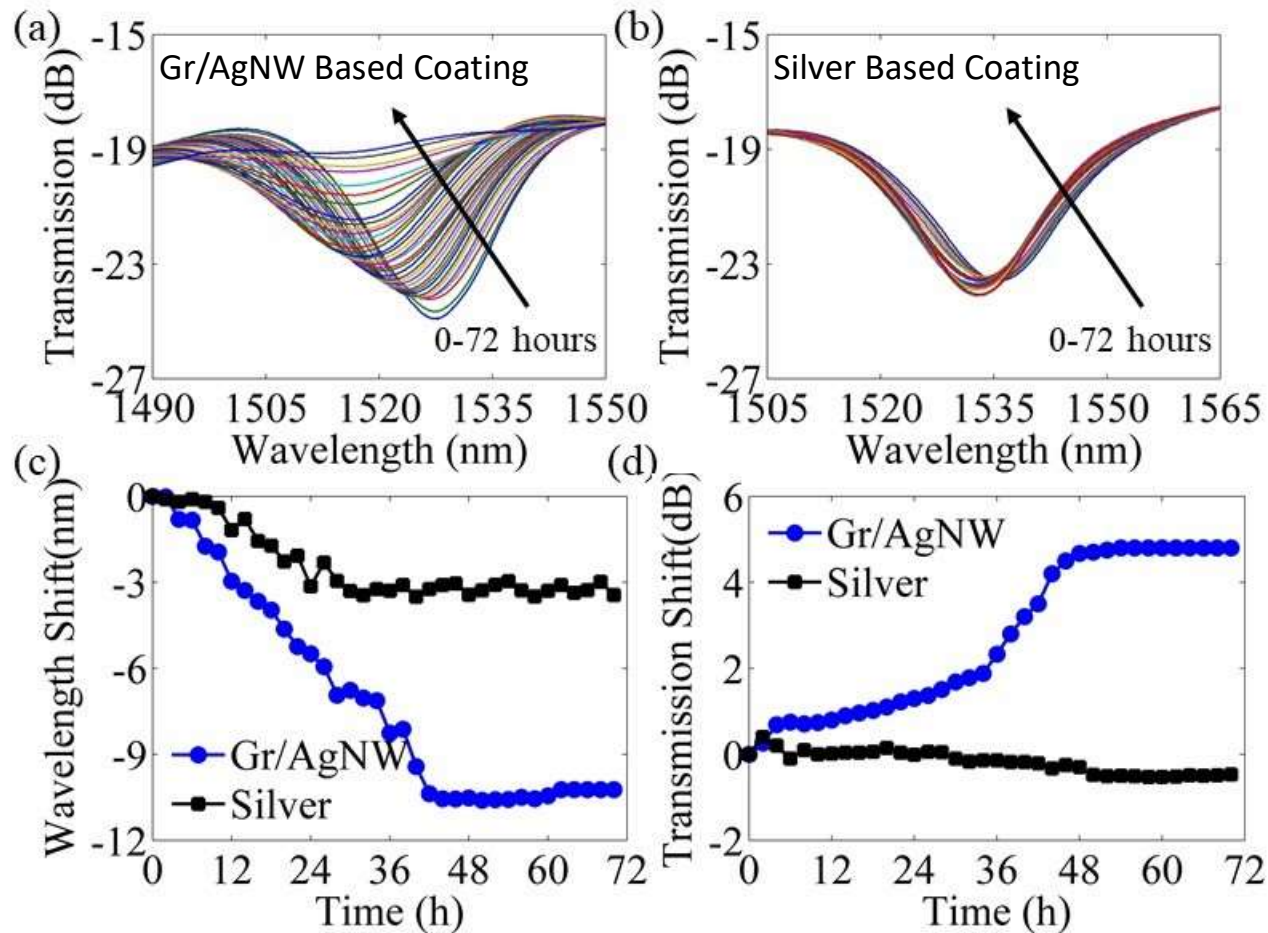 (a)
-15
Gr/AgNW Based Coating
-19
-23
0-72 hours
-27
1490 1505 1520 1535 1550
Wavelength (nm)
Transmission (dB)
(b)
-15
Silver Based Coating
-19
-23
0-72 hours
-27
1505 1520 1535 1550 1565
Wavelength (nm)
Transmission (dB)
(c)
0
-3
-6
-9
-12
Gr/AgNW
Silver
0 12 24 36 48 60 72
Time (h)
Wavelength Shift(nm)
(d)
6
4
2
0
-2
Gr/AgNW
Silver
0 12 24 36 48 60 72
Time (h)
Transmission Shift(dB)